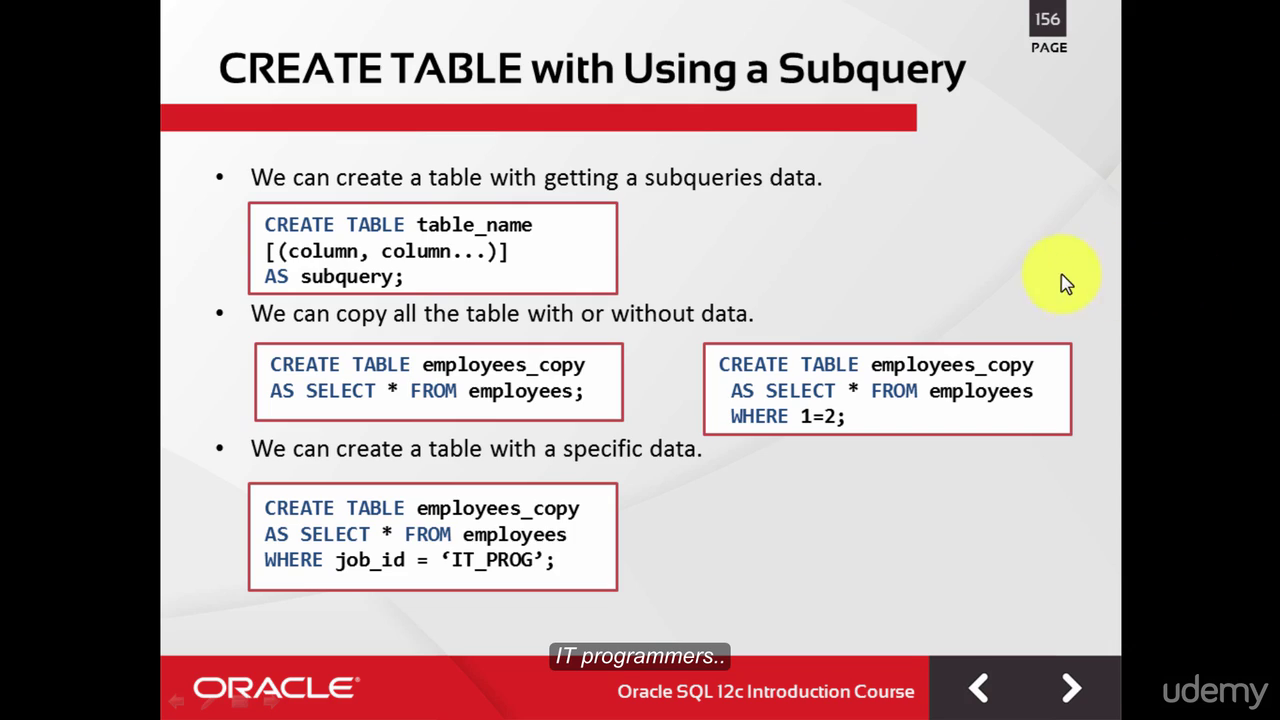 156
PAGE
CREATE TABLE with Using a Subquery
• We can create a table with getting a subqueries data.
CREATE TABLE table_name
[(column, column...)]
AS subquery;
• We can copy all the table with or without data.
CREATE TABLE employees_copy
AS SELECT * FROM employees;
CREATE TABLE employees_copy
AS SELECT * FROM employees
WHERE 1=2;
• We can create a table with a specific data.
CREATE TABLE employees_copy
AS SELECT * FROM employees
WHERE job_id = ‘IT_PROG’;
IT programmers..
ORACLE®
Oracle SQL 12c Introduction Course
udemy